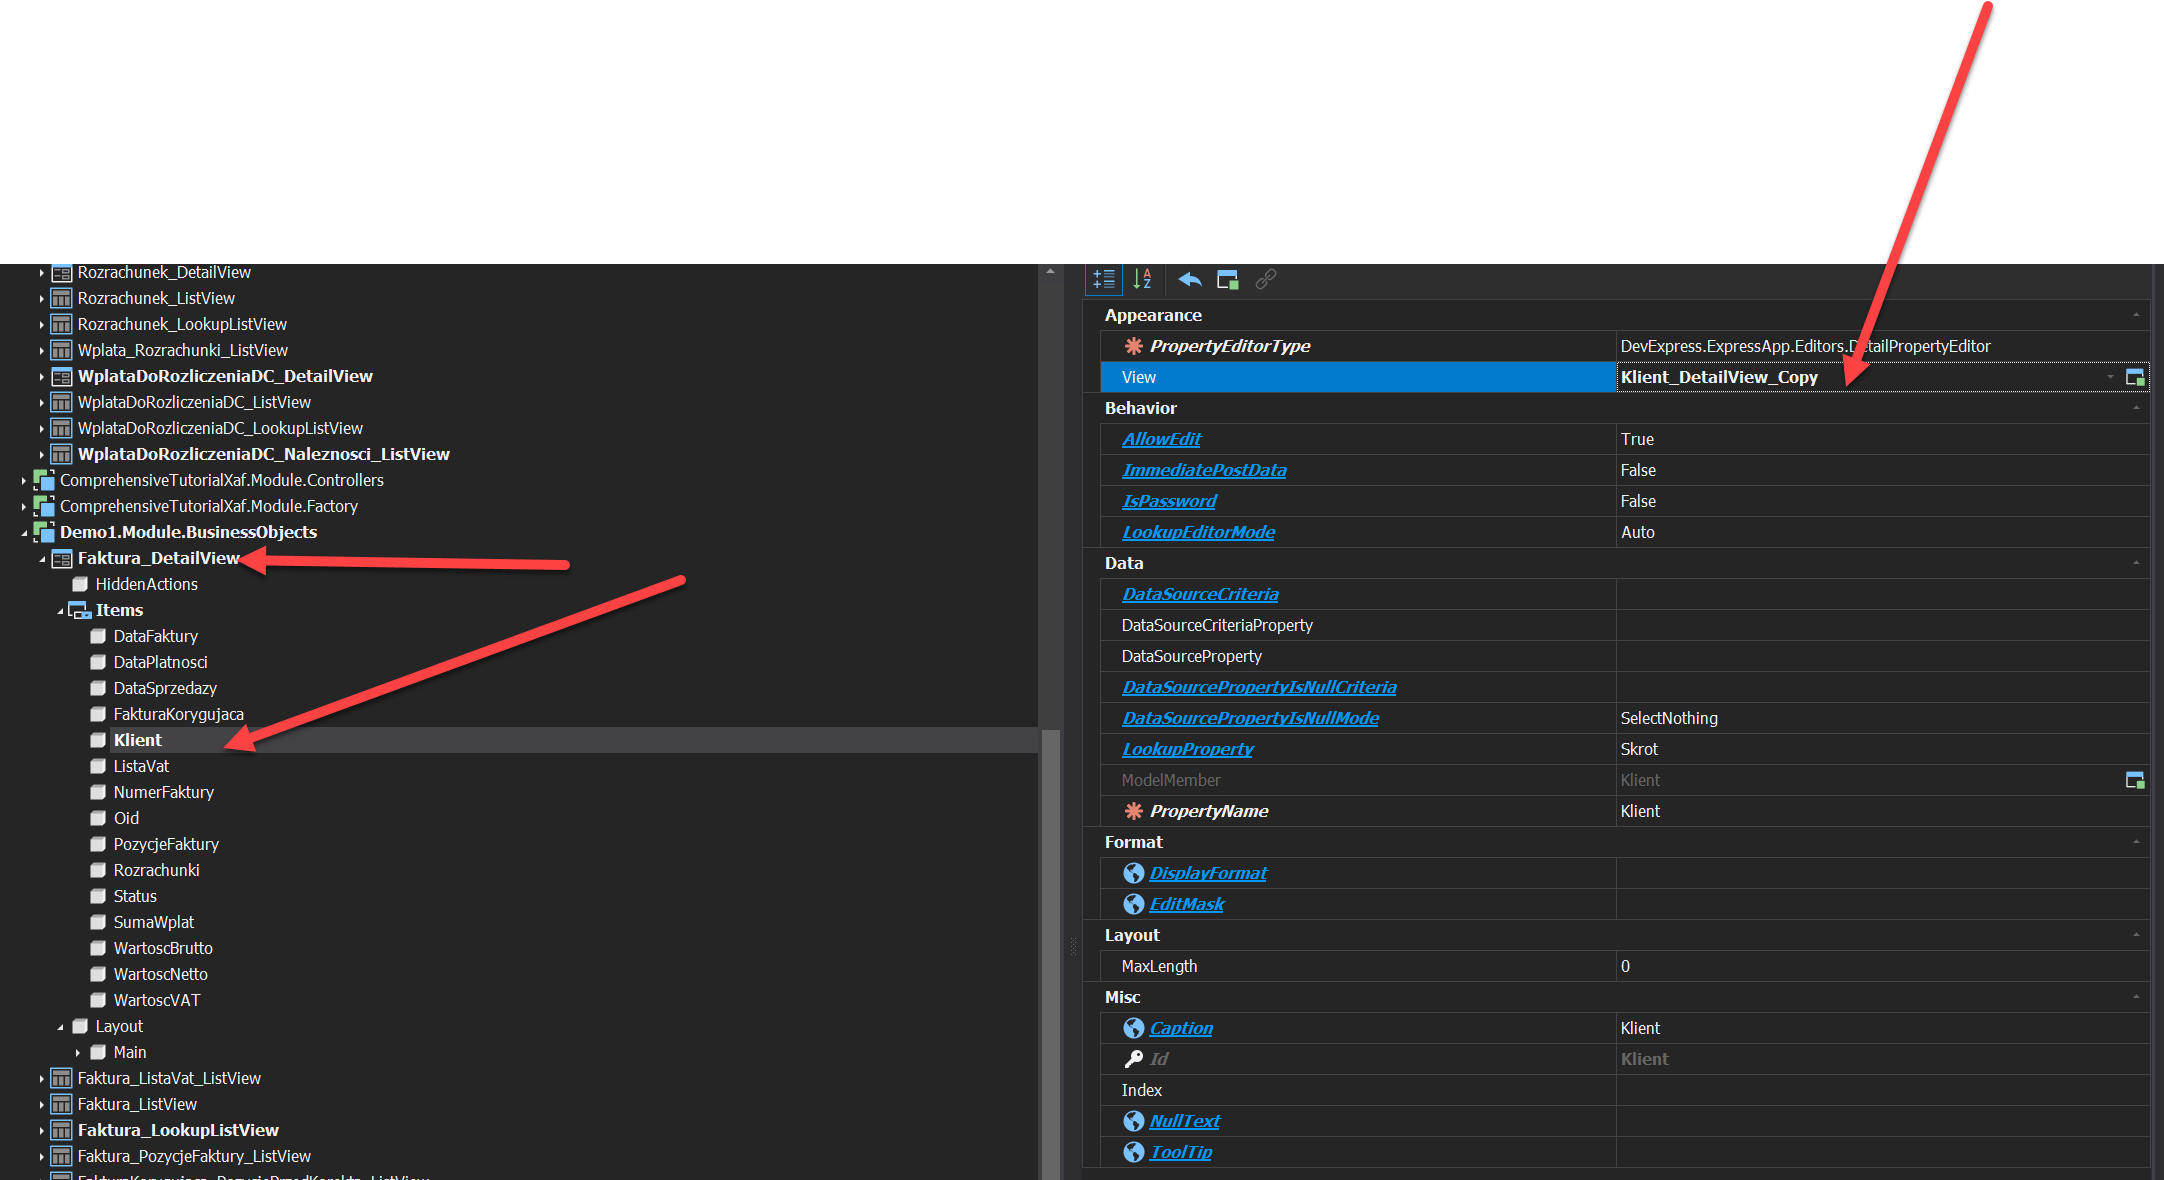 Rozrachunek_DetailView
Rozrachunek_ListView
Rozrachunek_LookupListView
Wplata_Rozrachunki_ListView
WplataDoRozliczeniaDC_DetailView
WplataDoRozliczeniaDC_ListView
WplataDoRozliczeniaDC_LookupListView
WplataDoRozliczeniaDC_Naleznosci_ListView
ComprehensiveTutorialXaf.Module.Controllers
ComprehensiveTutorialXaf.Module.Factory
Demo1.Module.BusinessObjects
Faktura_DetailView
HiddenActions
Items
DataFaktury
DataPlatnosci
DataSprzedazy
FakturaKorygujaca
Klient
ListaVat
NumerFaktury
Oid
PozycjeFaktury
Rozrachunki
Status
SumaWplat
WartoscBrutto
WartoscNetto
WartoscVAT
Layout
Main
Faktura_ListaVat_ListView
Faktura_ListView
Faktura_LookupListView
Faktura_PozycjeFaktury_ListView
Appearance
PropertyEditorType DevExpress.ExpressApp.Editors.DetailPropertyEditor
View Klient_DetailView_Copy
Behavior
AllowEdit True
ImmediatePostData False
IsPassword False
LookupEditorMode Auto
Data
DataSourceCriteria
DataSourceCriteriaProperty
DataSourceProperty
DataSourcePropertyIsNullCriteria
DataSourcePropertyIsNullMode SelectNothing
LookupProperty Skrot
ModelMember Klient
PropertyName Klient
Format
DisplayFormat
EditMask
Layout
MaxLength 0
Misc
Caption Klient
Id Klient
Index
NullText
ToolTip